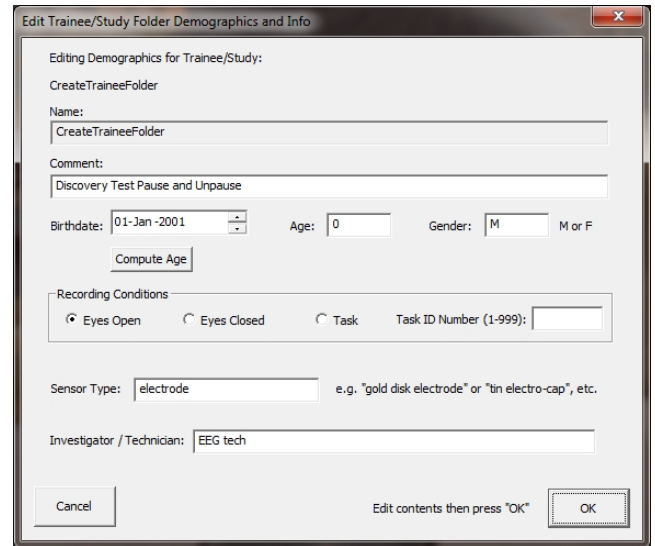 Edit Trainee/Study Folder Demographics and Info
Editing Demographics for Trainee/Study:
CreateTraineeFolder
Name:
CreateTraineeFolder
Comment:
Discovery Test Pause and Unpause
Birthdate: 01-Jan -2001 Age: 0 Gender: M M or F
Compute Age
Recording Conditions
Eyes Open Eyes Closed Task Task ID Number (1-999):
Sensor Type: electrode e.g. "gold disk electrode" or "tin electro-cap", etc.
Investigator / Technician: EEG tech
Cancel Edit contents then press "OK" OK